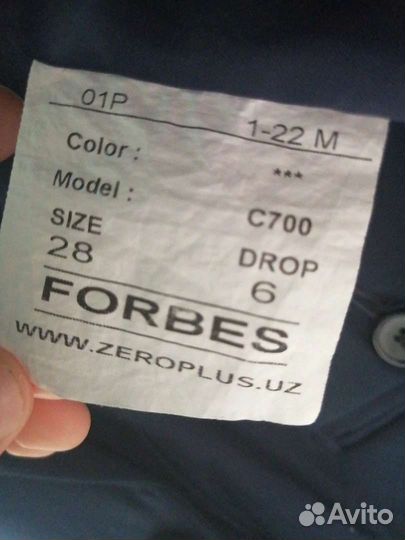 01P 1-22 M
Color : ***
Model : C700
SIZE DROP
28 6
FORBES
WWW.ZEROPLUS.UZ
Avito